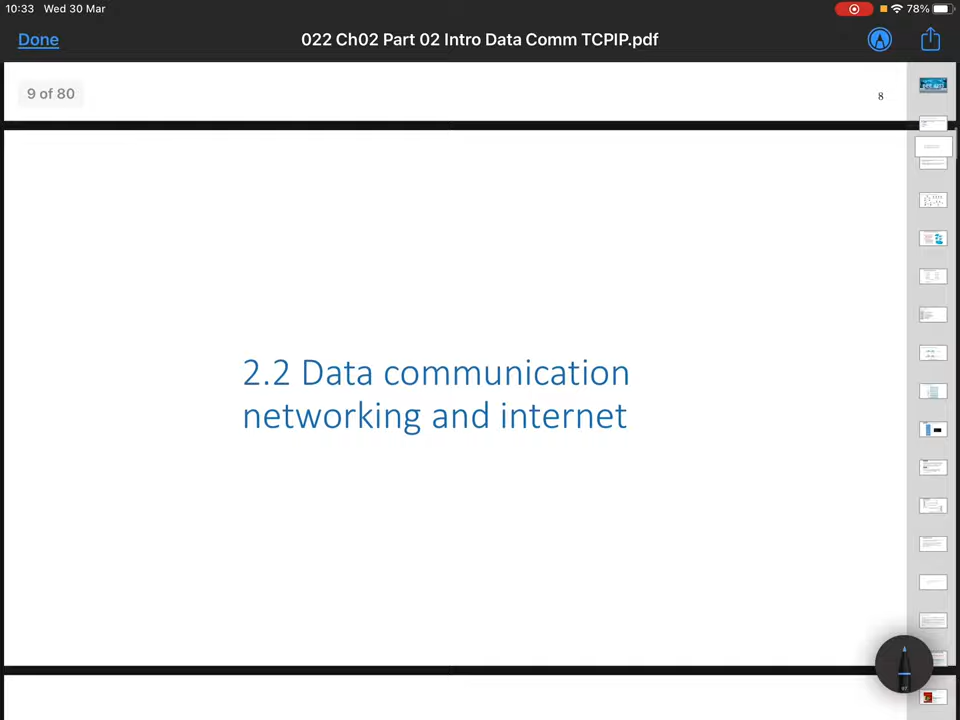 10:33 Wed 30 Mar
78%
Done
022 Ch02 Part 02 Intro Data Comm TCPIP.pdf
9 of 80
8
2.2 Data communication
networking and internet